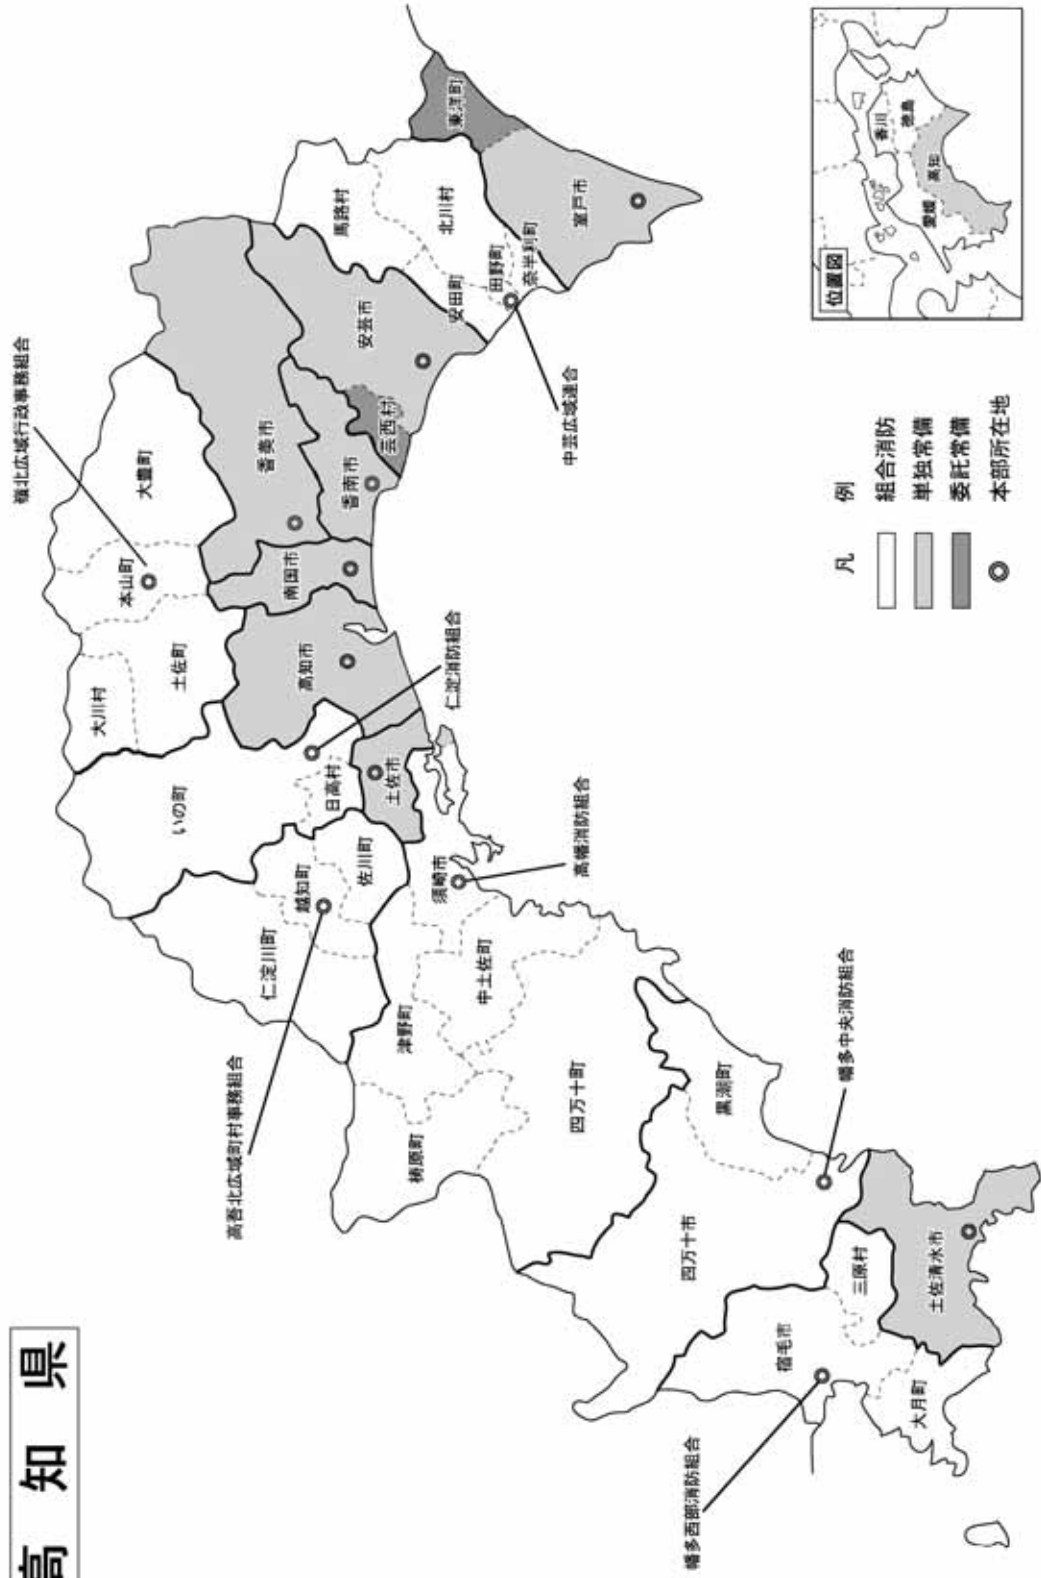 高知県
嶺北広域行政事務組合
高吾北広域町村事務組合
幡多西部消防組合
仁淀消防組合
高幡消防組合
幡多中央消防組合
中芸広域連合
大川村
本山町
大豊町
土佐町
いの町
日高村
高知市
南国市
香美市
香南市
芸西村
安芸市
馬路村
北川村
安田町
田野町
奈半利町
東洋町
室戸市
土佐市
仁淀川町
越知町
佐川町
須崎市
津野町
中土佐町
梼原町
四万十町
黒潮町
四万十市
宿毛市
三原村
大月町
土佐清水市
凡例
組合消防
単独常備
委託常備
本部所在地
位置図
香川
徳島
愛媛
高知